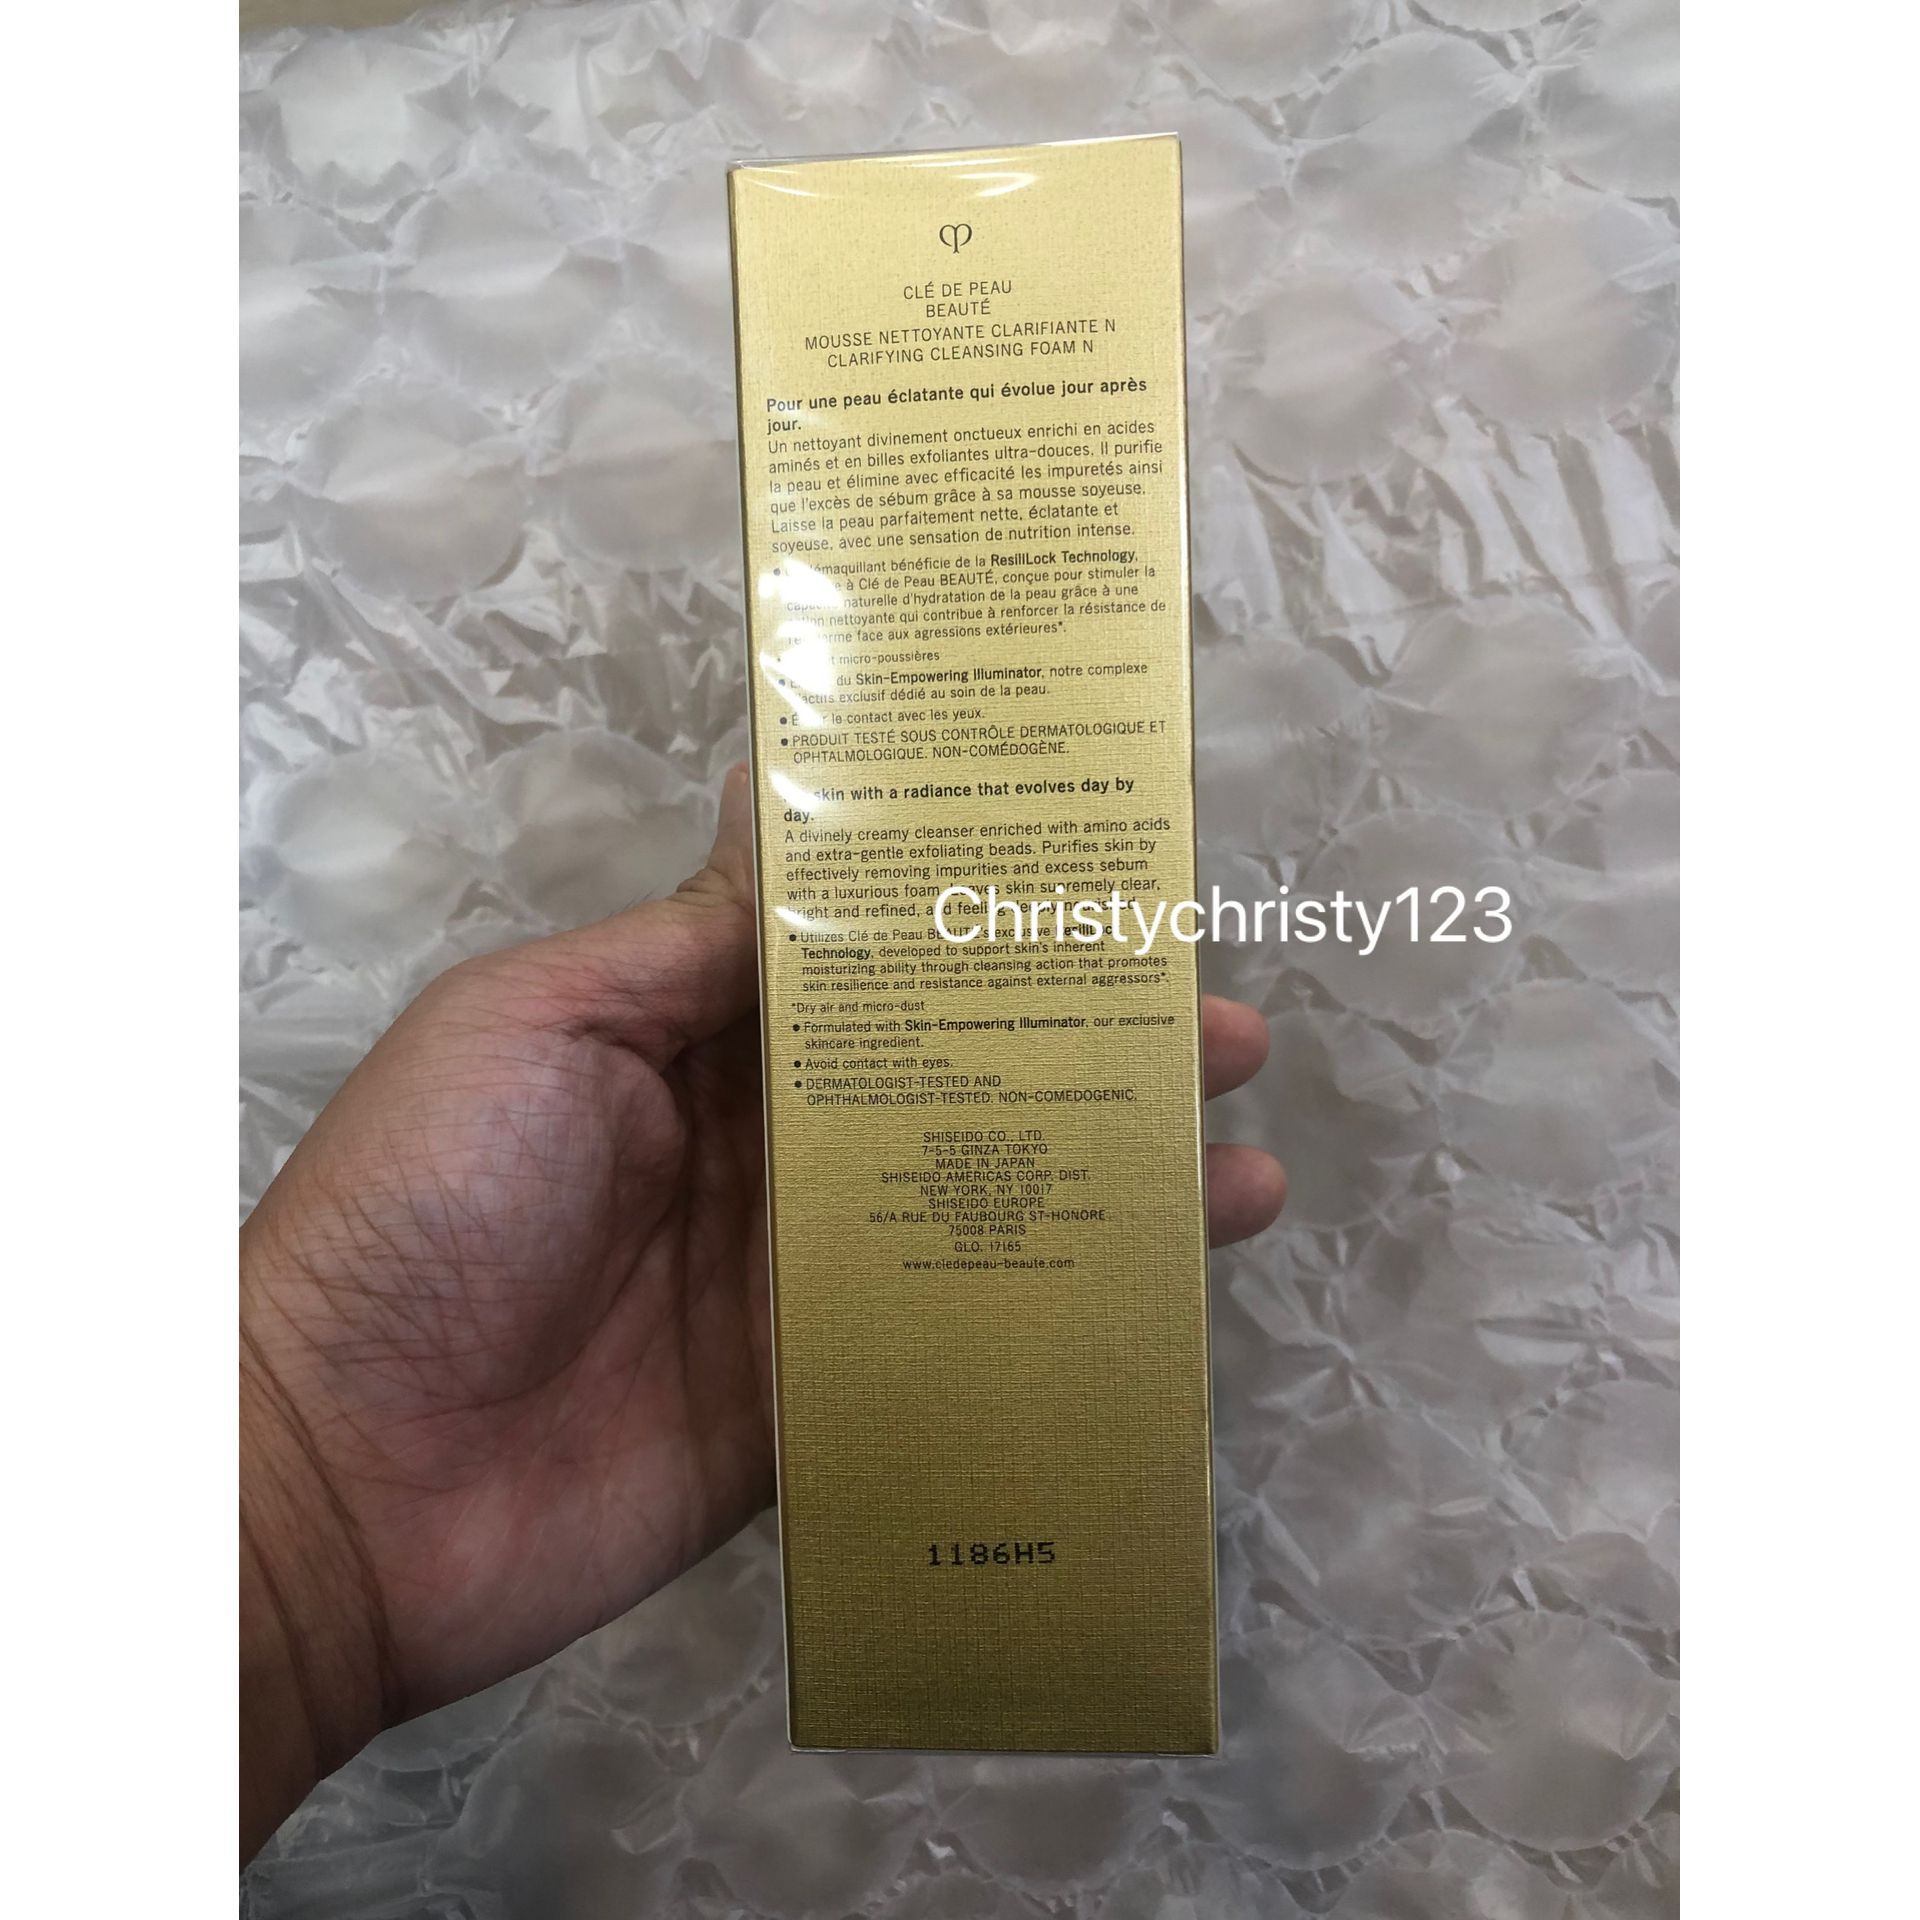 CLÉ DE PEAU
BEAUTÉ
MOUSSE NETTOYANTE CLARIFIANTE N
CLARIFYING CLEANSING FOAM N
Pour une peau éclatante qui évolue jour après
jour.
Un nettoyant divinement onctueux enrichi en acides
aminés et en billes exfoliantes ultra-douces. Il purifie
la peau et élimine avec efficacité les impuretés ainsi
que l'excès de sébum grâce à sa mousse soyeuse.
Laisse la peau parfaitement nette, éclatante et
soyeuse, avec une sensation de nutrition intense.
● bénéficie de la ResiliLock Technology,
à Clé de Peau BEAUTÉ, conçue pour stimuler la
naturelle d'hydratation de la peau grâce à une
nettoyante qui contribue à renforcer la résistance de
face aux agressions extérieures*.
micro-poussières
● du Skin-Empowering Illuminator, notre complexe
exclusif dédié au soin de la peau.
● le contact avec les yeux.
● PRODUIT TESTÉ SOUS CONTRÔLE DERMATOLOGIQUE ET
OPHTALMOLOGIQUE. NON-COMÉDOGÈNE.
skin with a radiance that evolves day by
day.
A divinely creamy cleanser enriched with amino acids
and extra-gentle exfoliating beads. Purifies skin by
effectively removing impurities and excess sebum
with a luxurious foam. Leaves skin supremely clear,
bright and refined, and feeling deeply nourished.
Christychristy123
● Utilizes Clé de Peau BEAUTÉ's exclusive ResiliLock
Technology, developed to support skin's inherent
moisturizing ability through cleansing action that promotes
skin resilience and resistance against external aggressors*.
*Dry air and micro-dust
● Formulated with Skin-Empowering Illuminator, our exclusive
skincare ingredient.
● Avoid contact with eyes.
● DERMATOLOGIST-TESTED AND
OPHTHALMOLOGIST-TESTED. NON-COMEDOGENIC.
SHISEIDO CO., LTD.
7-5-5 GINZA TOKYO
MADE IN JAPAN
SHISEIDO AMERICAS CORP. DIST.
NEW YORK, NY 10017
SHISEIDO EUROPE
56/A RUE DU FAUBOURG ST-HONORE
75008 PARIS
GLO. 17165
www.cledepeau-beaute.com
1186H5